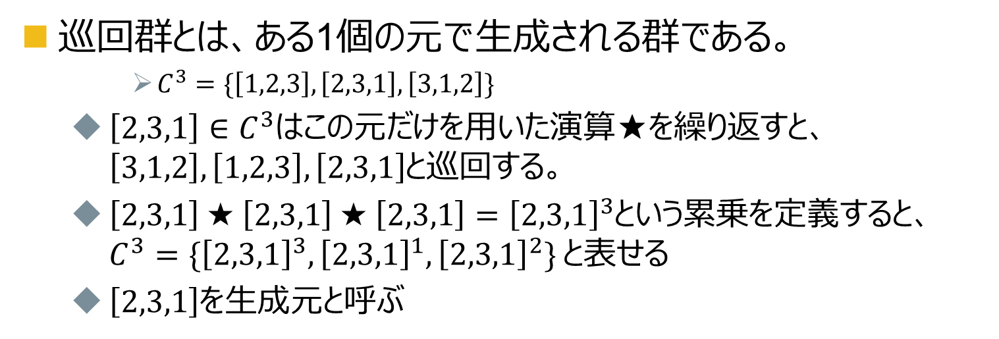 巡回群とは、ある1個の元で生成される群である。
C³ = {[1,2,3], [2,3,1], [3,1,2]}
[2,3,1] ∈ C³はこの元だけを用いた演算★を繰り返すと、
[3,1,2], [1,2,3], [2,3,1]と巡回する。
[2,3,1] ★ [2,3,1] ★ [2,3,1] = [2,3,1]³という累乗を定義すると、
C³ = {[2,3,1]³, [2,3,1]¹, [2,3,1]²} と表せる
[2,3,1]を生成元と呼ぶ